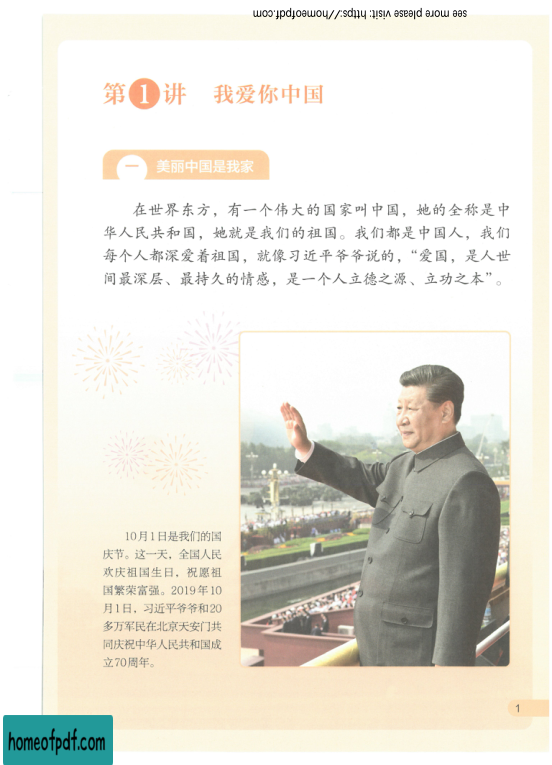 see more please visit: https://homeofpdf.com
第1讲 我爱你中国
一 美丽中国是我家
在世界东方，有一个伟大的国家叫中国，她的全称是中
华人民共和国，她就是我们的祖国。我们都是中国人，我们
每个人都深爱着祖国，就像习近平爷爷说的，“爱国，是人世
间最深层、最持久的情感，是一个人立德之源、立功之本”。
10月1日是我们的国
庆节。这一天，全国人民
欢庆祖国生日，祝愿祖
国繁荣富强。2019年10
月1日，习近平爷爷和20
多万军民在北京天安门共
同庆祝中华人民共和国成
立70周年。
1
homeofpdf.com